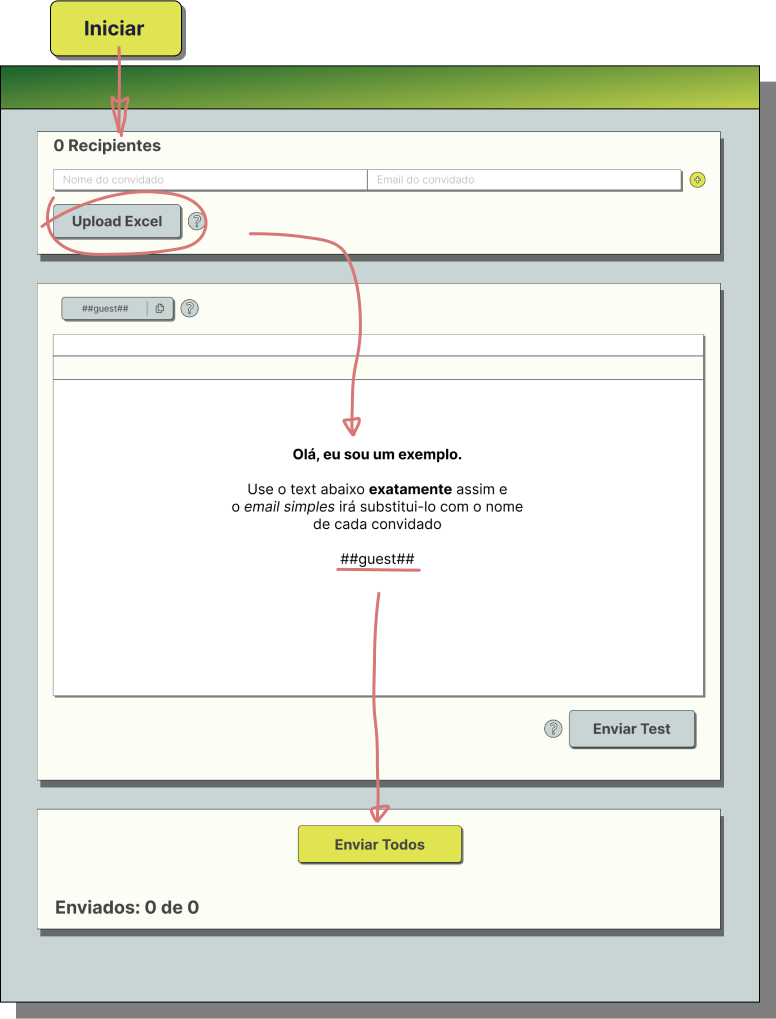 Iniciar
0 Recipientes
Nome do convidado
Email do convidado
Upload Excel
?
##guest##
?
Olá, eu sou um exemplo.
Use o text abaixo exatamente assim e
o email simples irá substitui-lo com o nome
de cada convidado
##guest##
?
Enviar Test
Enviar Todos
Enviados: 0 de 0